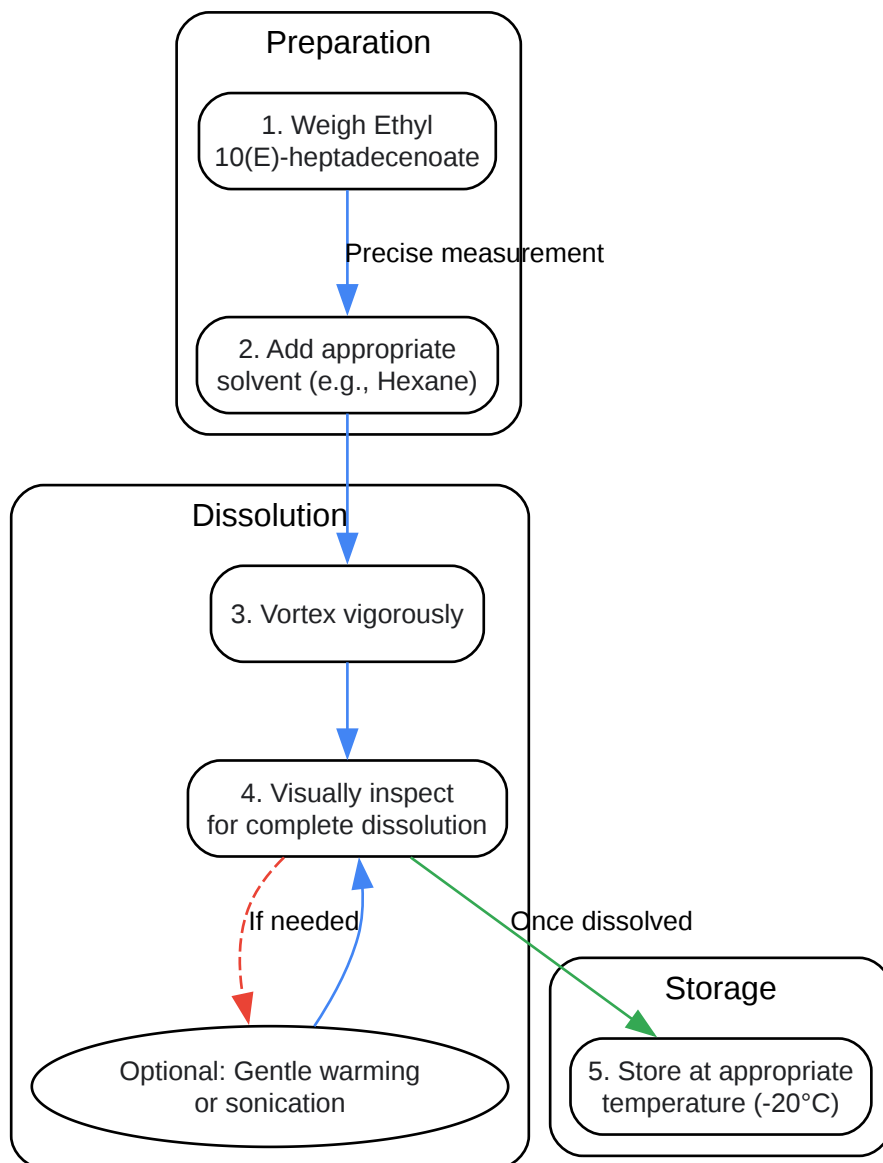 Preparation
1. Weigh Ethyl
10(E)-heptadecenoate
Precise measurement
2. Add appropriate
solvent (e.g., Hexane)
Dissolution
3. Vortex vigorously
4. Visually inspect
for complete dissolution
If needed
Once dissolved
Optional: Gentle warming
or sonication
Storage
5. Store at appropriate
temperature (-20°C)